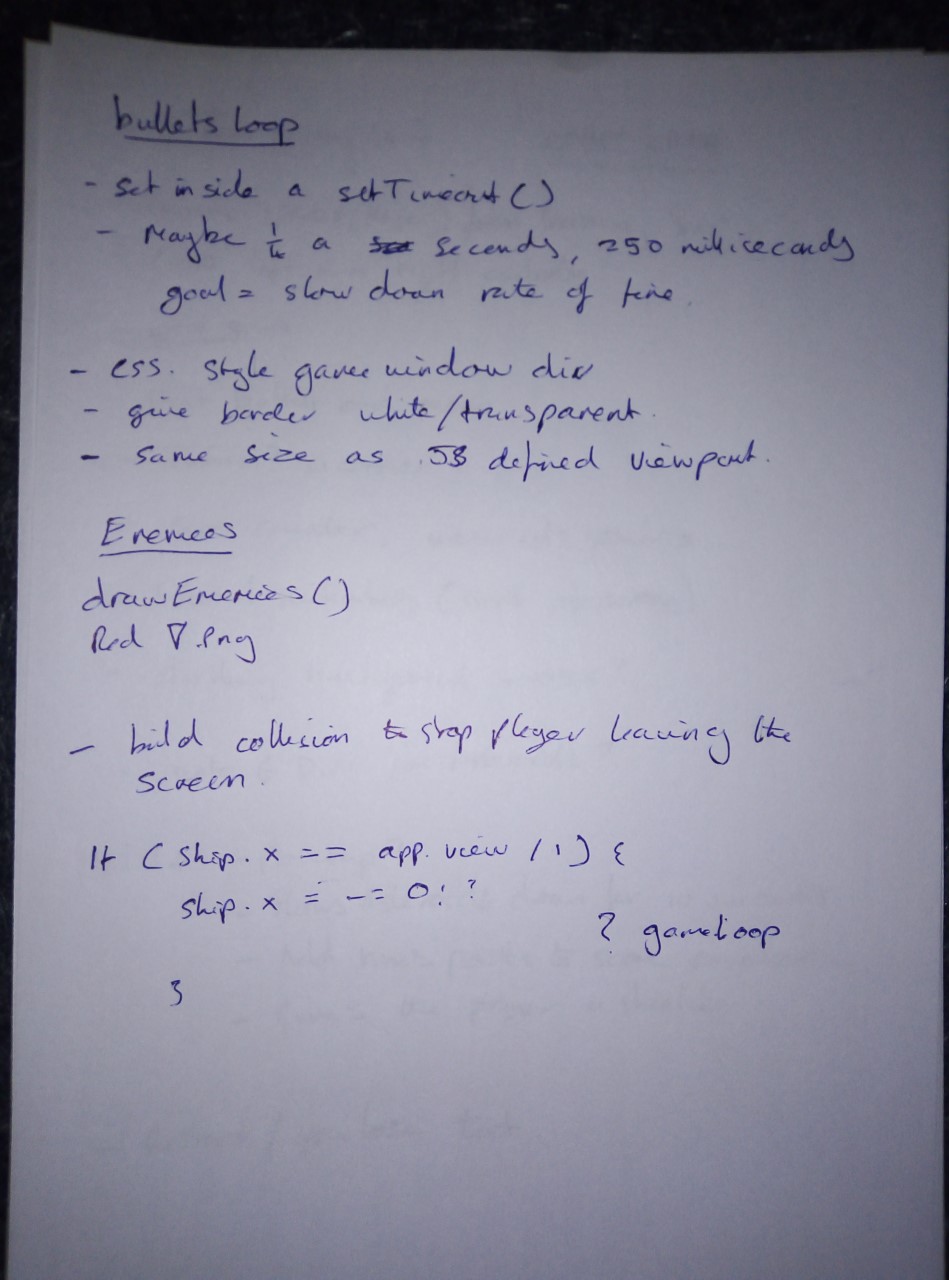 bullets loop
- Set inside a setTimeout()
- Maybe 1/4 a seconds, 250 milliseconds
goal = slow down rate of fire.
- css. style game window div
- give border white/transparent.
- same size as JS defined viewport.
Enemies
drawEnemies()
Red ∇.png
- build collision to stop player leaving the
screen.
If (ship.x == app.view / 1) {
ship.x = -= 0; ?
? gameloop
}